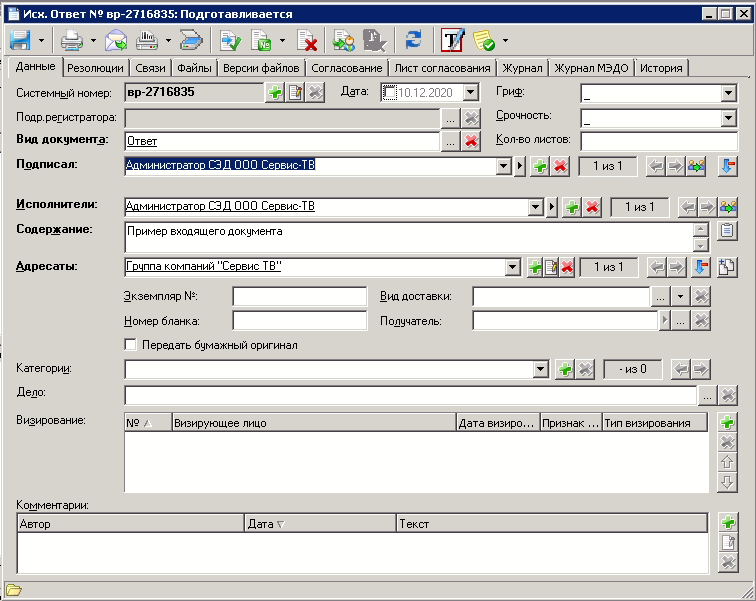 Исх. Ответ № вр-2716835: Подготавливается
Данные Резолюции Связи Файлы Версии файлов Согласование Лист согласования Журнал Журнал МЭДО История
Системный номер: вр-2716835 Дата: 10.12.2020 Гриф: _
Подр.регистратора: ... Срочность: _
Вид документа: Ответ ... Кол-во листов:
Подписал: Администратор СЭД ООО Сервис-ТВ 1 из 1
Исполнители: Администратор СЭД ООО Сервис-ТВ 1 из 1
Содержание: Пример входящего документа
Адресаты: Группа компаний "Сервис ТВ" 1 из 1
Экземпляр №: Вид доставки: ...
Номер бланка: Получатель: ...
Передать бумажный оригинал
Категории: - из 0
Дело: ...
Визирование: № Визирующее лицо Дата визиро... Признак ... Тип визирования
Комментарии:
Автор Дата Текст